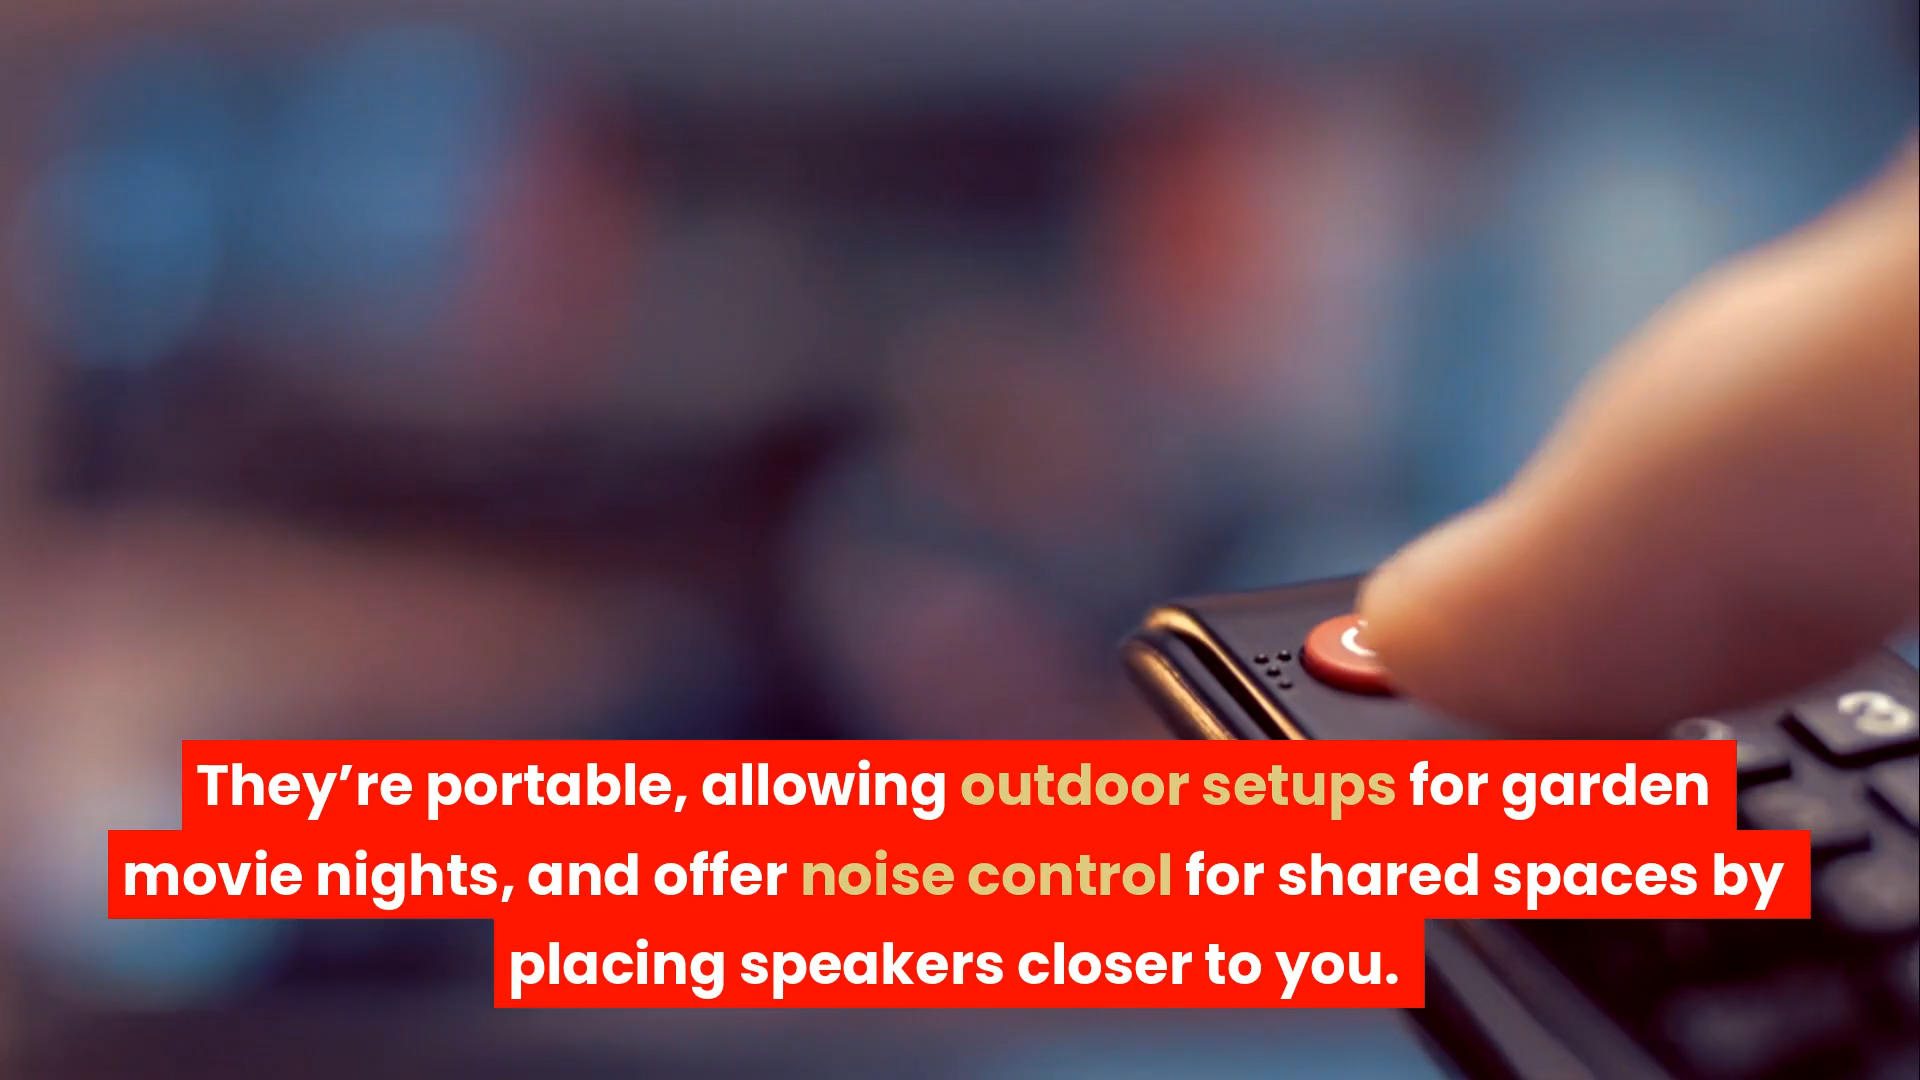 They’re portable, allowing outdoor setups for garden
movie nights, and offer noise control for shared spaces by
placing speakers closer to you.
3